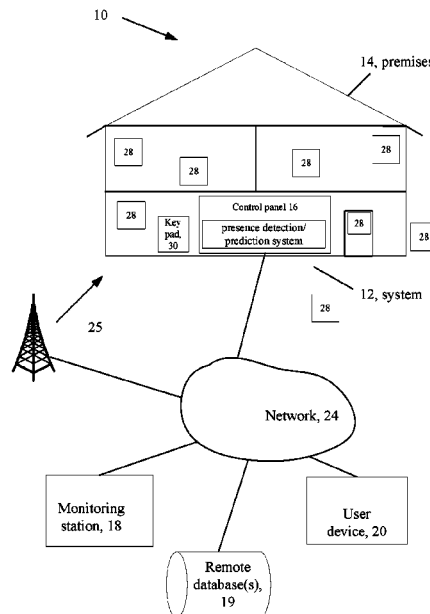 10
14, premises
28
28
28
28
28
Control panel 16
Key
pad,
30
presence detection/
prediction system
28
28
12, system
28
25
Network, 24
Monitoring
station, 18
User
device, 20
Remote
database(s),
19